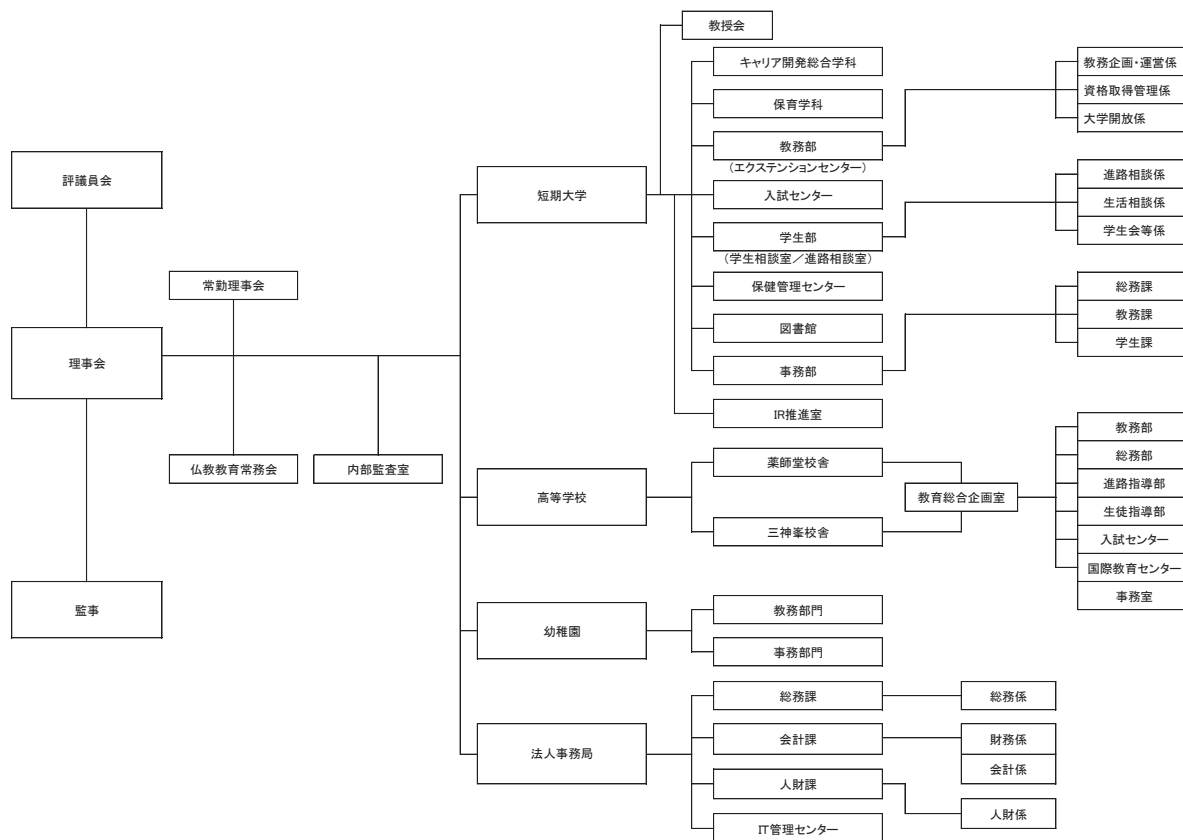 評議員会
理事会
監事
常勤理事会
仏教教育常務会
内部監査室
短期大学
教授会
キャリア開発総合学科
保育学科
教務部
(エクステンションセンター)
入試センター
学生部
(学生相談室／進路相談室)
保健管理センター
図書館
事務部
IR推進室
教務企画・運営係
資格取得管理係
大学開放係
進路相談係
生活相談係
学生会等係
総務課
教務課
学生課
高等学校
薬師堂校舎
三神峯校舎
教育総合企画室
教務部
総務部
進路指導部
生徒指導部
入試センター
国際教育センター
事務室
幼稚園
教務部門
事務部門
法人事務局
総務課
会計課
人財課
IT管理センター
総務係
財務係
会計係
人財係